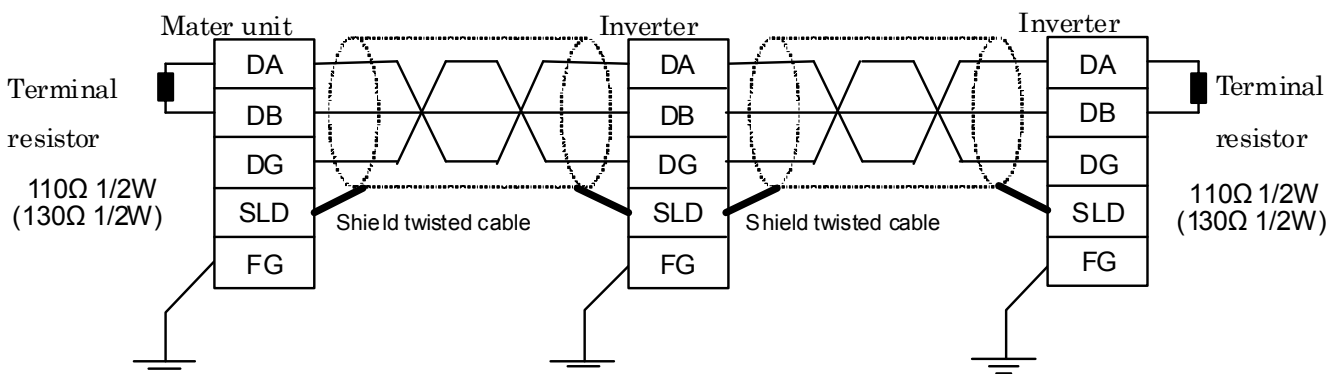 Mater unit
Inverter
Inverter
Terminal
resistor
110Ω 1/2W
(130Ω 1/2W)
DA
DB
DG
SLD
FG
Shield twisted cable
DA
DB
DG
SLD
FG
Shield twisted cable
DA
DB
DG
SLD
FG
Terminal
resistor
110Ω 1/2W
(130Ω 1/2W)